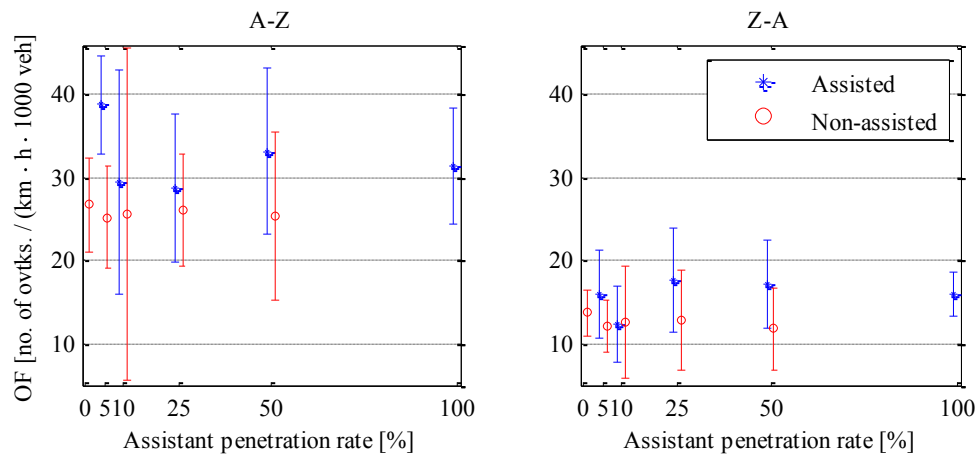 A-Z
Z-A
OF [no. of ovtks. / (km · h · 1000 veh]
40
30
20
10
0 5 10 25 50 100
Assistant penetration rate [%]
40
30
20
10
0 5 10 25 50 100
Assistant penetration rate [%]
Assisted
Non-assisted